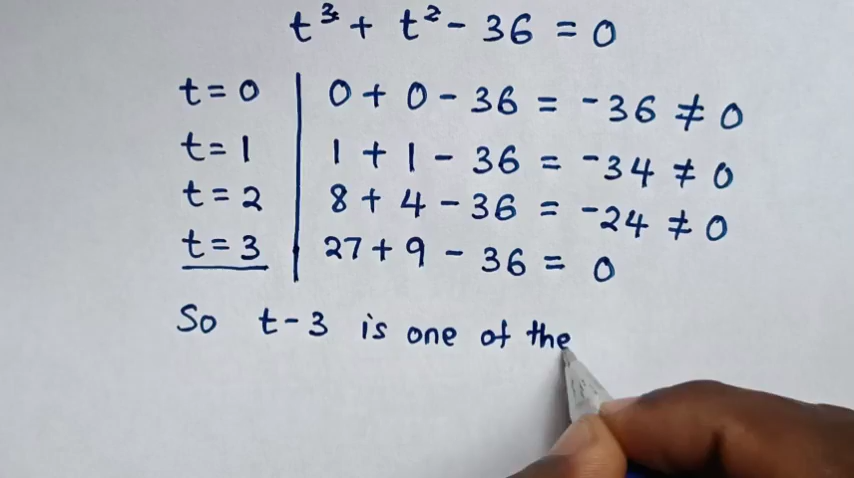 t³ + t² - 36 = 0
t = 0 | 0 + 0 - 36 = -36 ≠ 0
t = 1 | 1 + 1 - 36 = -34 ≠ 0
t = 2 | 8 + 4 - 36 = -24 ≠ 0
t = 3 | 27 + 9 - 36 = 0
So t-3 is one of the